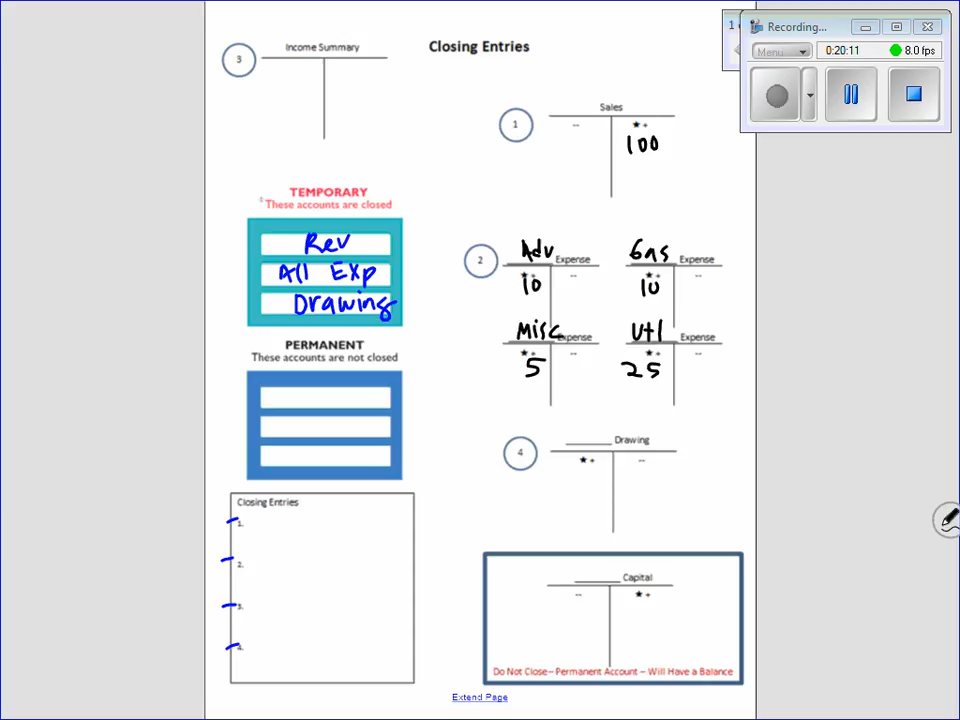 Closing Entries
Income Summary
3
1
Sales
-- ★+
100
TEMPORARY
These accounts are closed
Rev
All Exp
Drawing
2
Adv Expense
★+ --
10
Gas Expense
★+ --
10
Misc Expense
★+ --
5
Utl Expense
★+ --
25
PERMANENT
These accounts are not closed
4
______ Drawing
★+ --
Closing Entries
1.
2.
3.
4.
______ Capital
-- ★+
Do Not Close – Permanent Account – Will Have a Balance
Extend Page
Recording...
Menu
0:20:11
8.0 fps